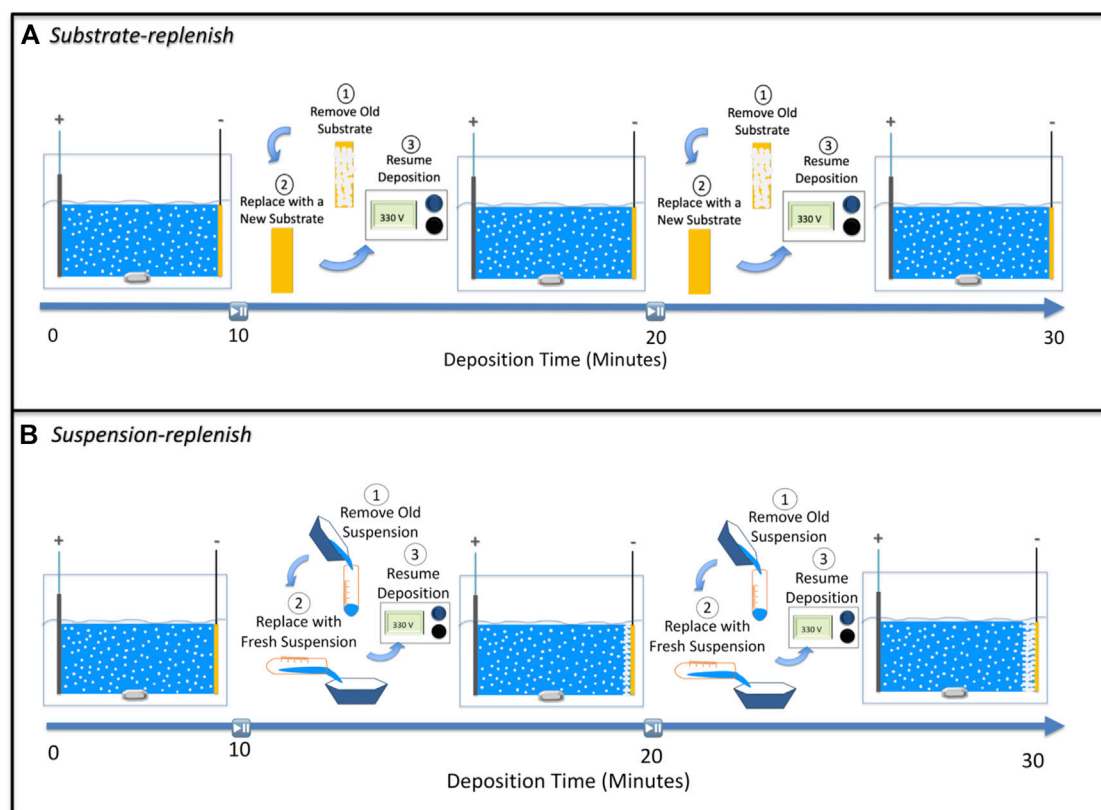 A Substrate-replenish
+
-
1
Remove Old
Substrate
2
Replace with a
New Substrate
3
Resume
Deposition
330 V
+
-
1
Remove Old
Substrate
2
Replace with a
New Substrate
3
Resume
Deposition
330 V
+
-
0
10
20
30
Deposition Time (Minutes)
B Suspension-replenish
+
-
1
Remove Old
Suspension
2
Replace with
Fresh Suspension
3
Resume
Deposition
330 V
+
-
1
Remove Old
Suspension
2
Replace with
Fresh Suspension
3
Resume
Deposition
330 V
+
-
0
10
20
30
Deposition Time (Minutes)